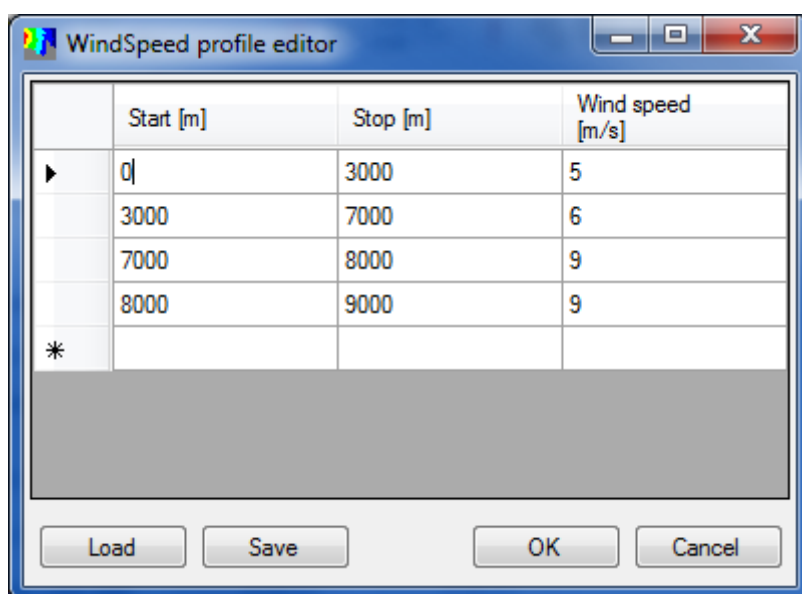 WindSpeed profile editor
Start [m] Stop [m] Wind speed
[m/s]
0 3000 5
3000 7000 6
7000 8000 9
8000 9000 9
Load Save OK Cancel